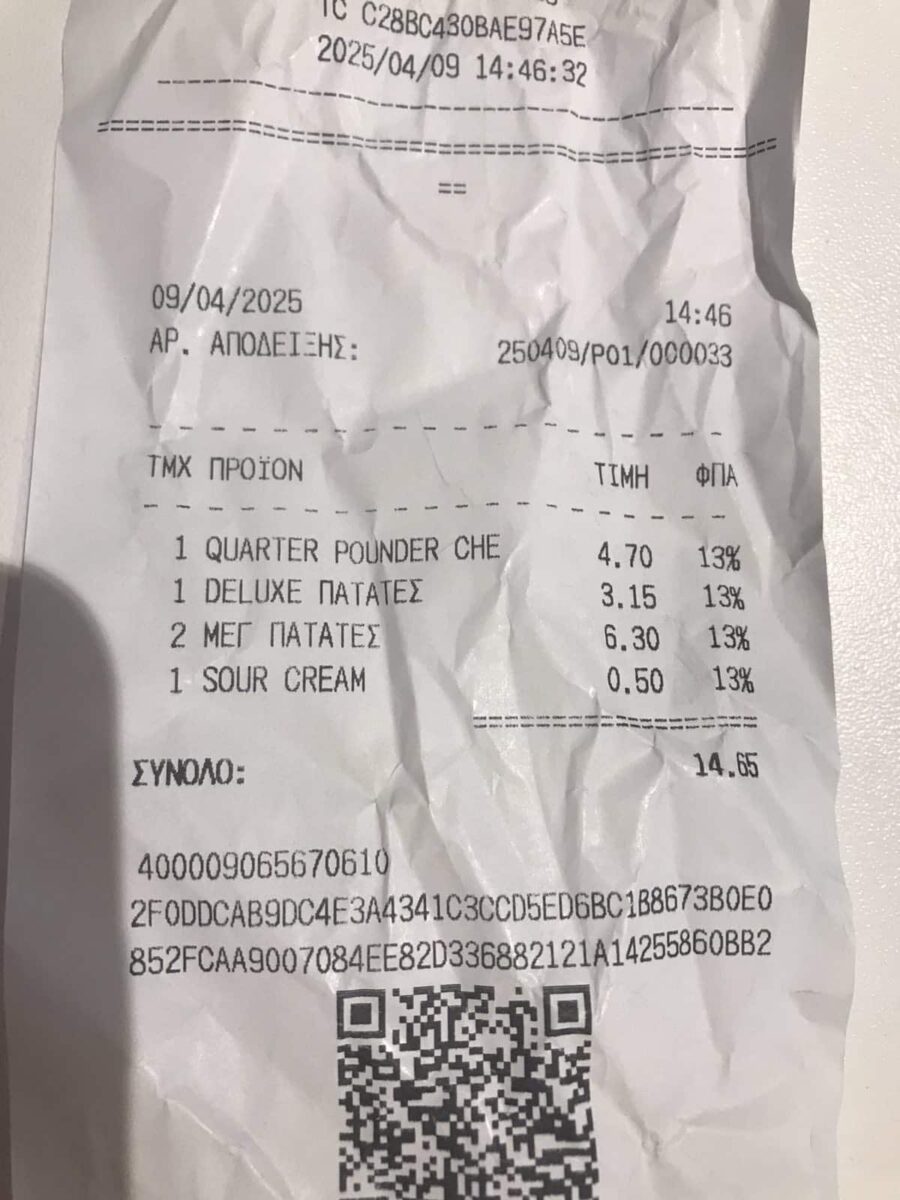 TC C28BC430BAE97A5E
2025/04/09 14:46:32
09/04/2025 14:46
ΑΡ. ΑΠΟΔΕΙΞΗΣ: 250409/P01/000033
ΤΜΧ ΠΡΟΪΟΝ ΤΙΜΗ ΦΠΑ
1 QUARTER POUNDER CHE 4.70 13%
1 DELUXE ΠΑΤΑΤΕΣ 3.15 13%
2 ΜΕΓ ΠΑΤΑΤΕΣ 6.30 13%
1 SOUR CREAM 0.50 13%
ΣΥΝΟΛΟ: 14.65
400009065670610
2F0DDCAB9DC4E3A4341C3CCD5ED6BC1B8673B0E0
852FCAA9007084EE82D336882121A14255860BB2